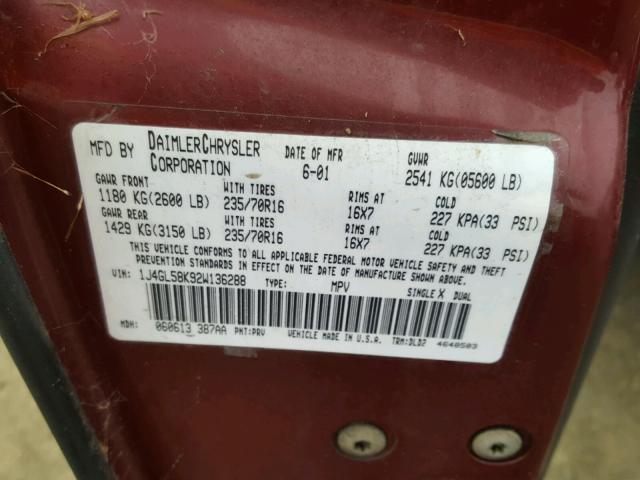 MFD BY DAIMLERCHRYSLER CORPORATION DATE OF MFR 6-01 GVWR 2541 KG(05600 LB)
GAWR FRONT WITH TIRES RIMS AT COLD
1180 KG(2600 LB) 235/70R16 16X7 227 KPA(33 PSI)
GAWR REAR WITH TIRES RIMS AT COLD
1429 KG(3150 LB) 235/70R16 16X7 227 KPA(33 PSI)
THIS VEHICLE CONFORMS TO ALL APPLICABLE FEDERAL MOTOR VEHICLE SAFETY AND THEFT
PREVENTION STANDARDS IN EFFECT ON THE DATE OF MANUFACTURE SHOWN ABOVE.
VIN: 1J4GL58K92W136288 TYPE: MPV SINGLE X DUAL
MDH: 060613 387AA PNT:PRV VEHICLE MADE IN U.S.A. TRM:DLD2 4648503